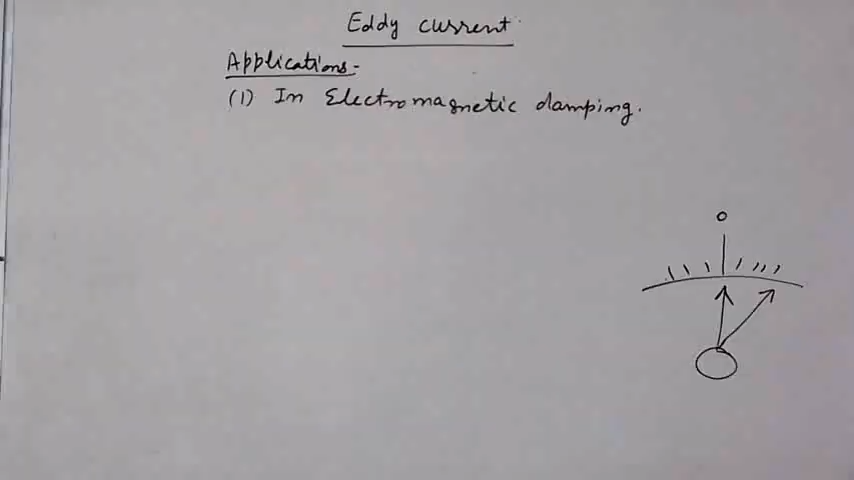 Eddy current
Applications-
(1) In Electromagnetic damping.
0